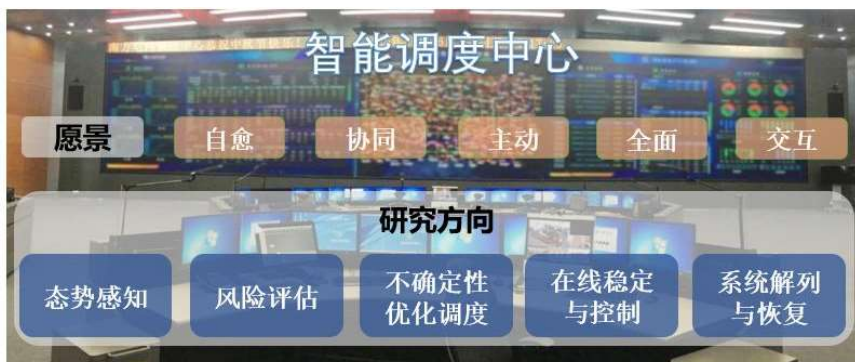 智能调度中心
愿景
自愈
协同
主动
全面
交互
研究方向
态势感知
风险评估
不确定性
优化调度
在线稳定
与控制
系统解列
与恢复